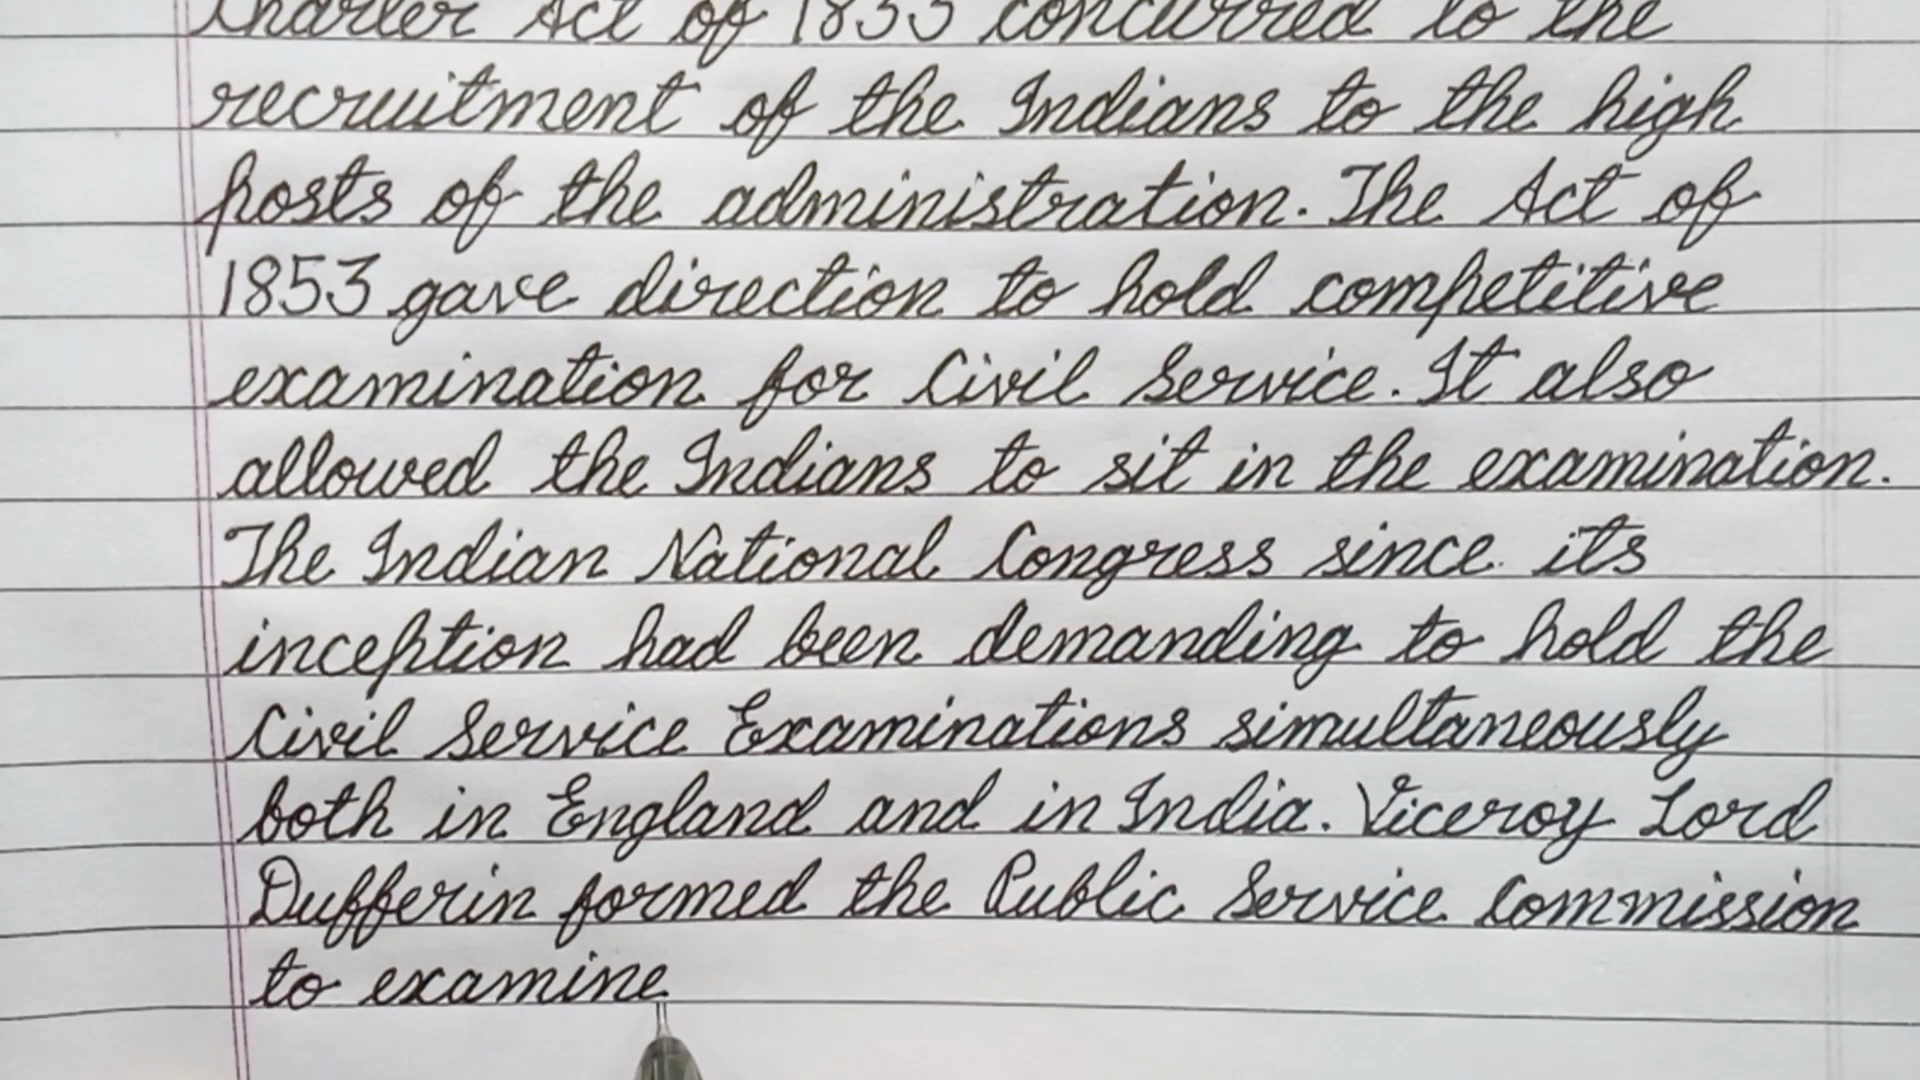 Charter Act of 1833 concurred to the
recruitment of the Indians to the high
posts of the administration. The Act of
1853 gave direction to hold competitive
examination for Civil Service. It also
allowed the Indians to sit in the examination.
The Indian National Congress since its
inception had been demanding to hold the
Civil Service Examinations simultaneously
both in England and in India. Viceroy Lord
Dufferin formed the Public Service Commission
to examine